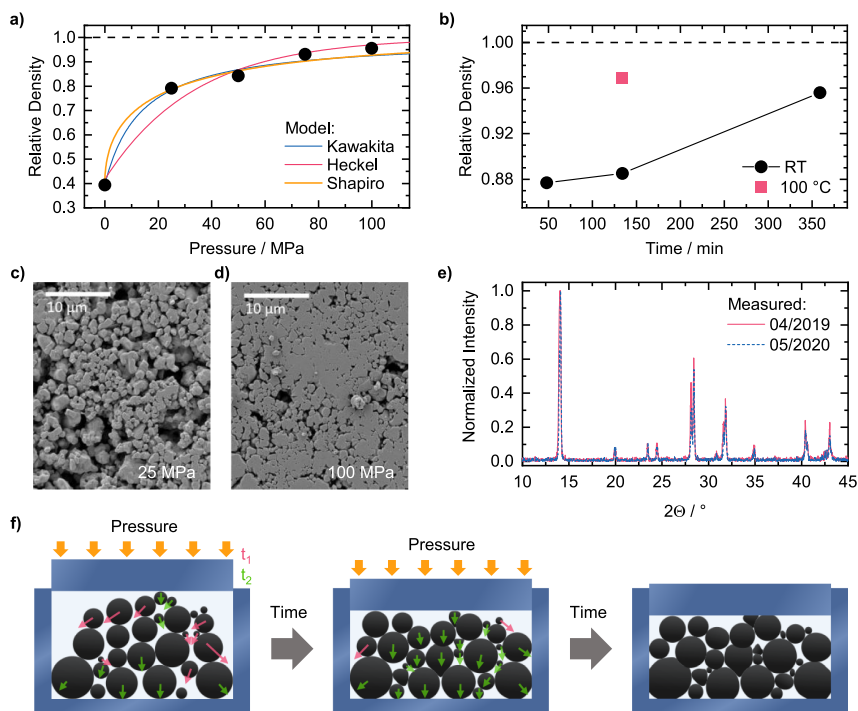 a)
1.0
0.9
0.8
0.7
0.6
0.5
0.4
0.3
Relative Density
Model:
Kawakita
Heckel
Shapiro
0 20 40 60 80 100
Pressure / MPa
b)
1.00
0.96
0.92
0.88
Relative Density
RT
100 °C
50 100 150 200 250 300 350
Time / min
c)
10 µm
25 MPa
d)
10 µm
100 MPa
e)
1.0
0.8
0.6
0.4
0.2
0.0
Normalized Intensity
Measured:
04/2019
05/2020
10 15 20 25 30 35 40 45
2Θ / °
f)
Pressure
t1
t2
Time
Pressure
Time